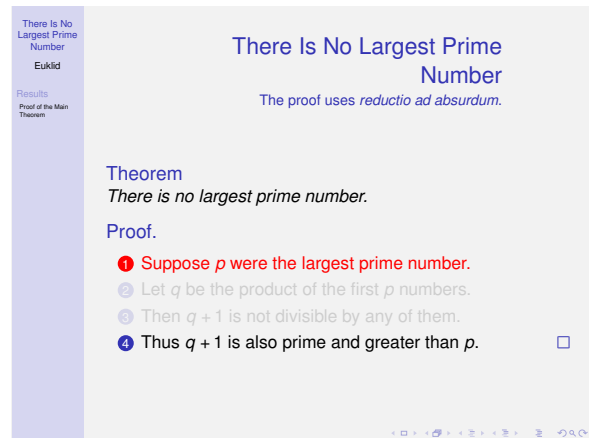 There Is No
Largest Prime
Number
Euklid
Results
Proof of the Main
Theorem
There Is No Largest Prime
Number
The proof uses reductio ad absurdum.
Theorem
There is no largest prime number.
Proof.
1 Suppose p were the largest prime number.
2 Let q be the product of the first p numbers.
3 Then q + 1 is not divisible by any of them.
4 Thus q + 1 is also prime and greater than p.